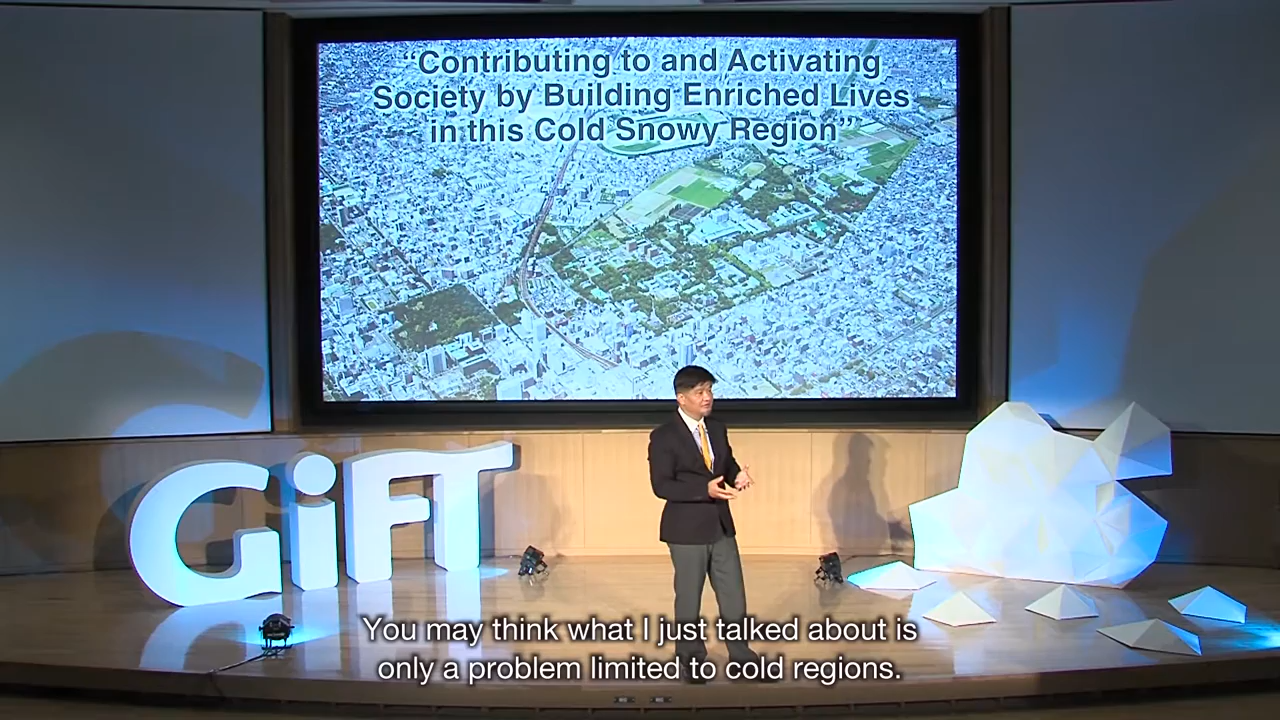 “Contributing to and Activating
Society by Building Enriched Lives
in this Cold Snowy Region”
GiFT
You may think what I just talked about is
only a problem limited to cold regions.